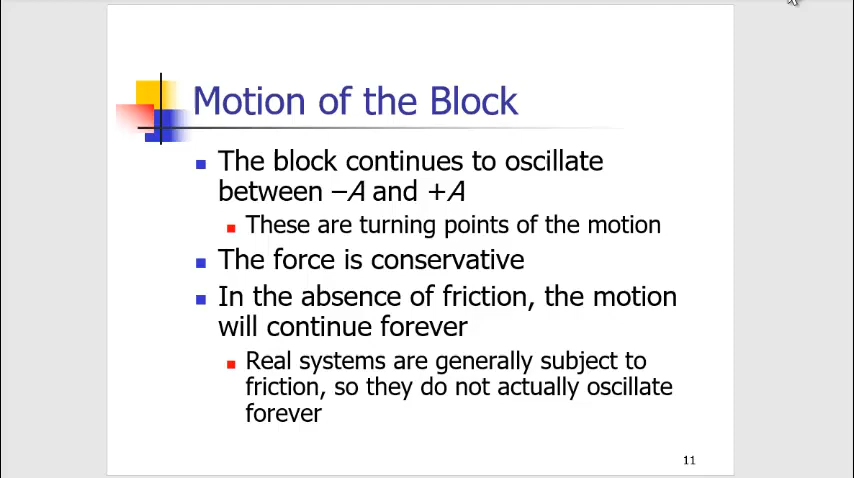 Motion of the Block
The block continues to oscillate
between –A and +A
These are turning points of the motion
The force is conservative
In the absence of friction, the motion
will continue forever
Real systems are generally subject to
friction, so they do not actually oscillate
forever
11